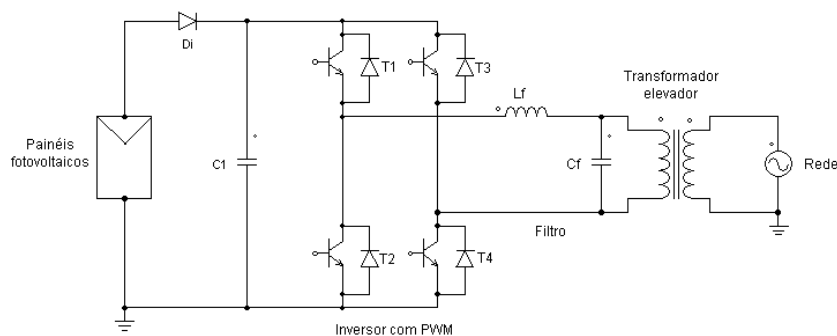 Di
T1
T3
Lf
Transformador
elevador
Painéis
fotovoltaicos
C1
Cf
Rede
T2
T4
Filtro
Inversor com PWM